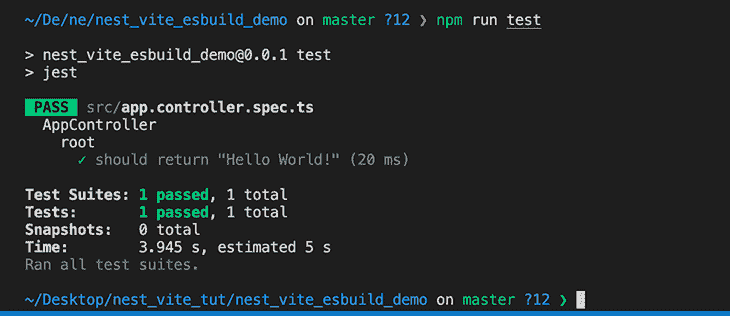 ~/De/ne/nest_vite_esbuild_demo on master ?12 ❯ npm run test
> nest_vite_esbuild_demo@0.0.1 test
> jest
PASS src/app.controller.spec.ts
AppController
root
✓ should return "Hello World!" (20 ms)
Test Suites: 1 passed, 1 total
Tests: 1 passed, 1 total
Snapshots: 0 total
Time: 3.945 s, estimated 5 s
Ran all test suites.
~/Desktop/nest_vite_tut/nest_vite_esbuild_demo on master ?12 ❯